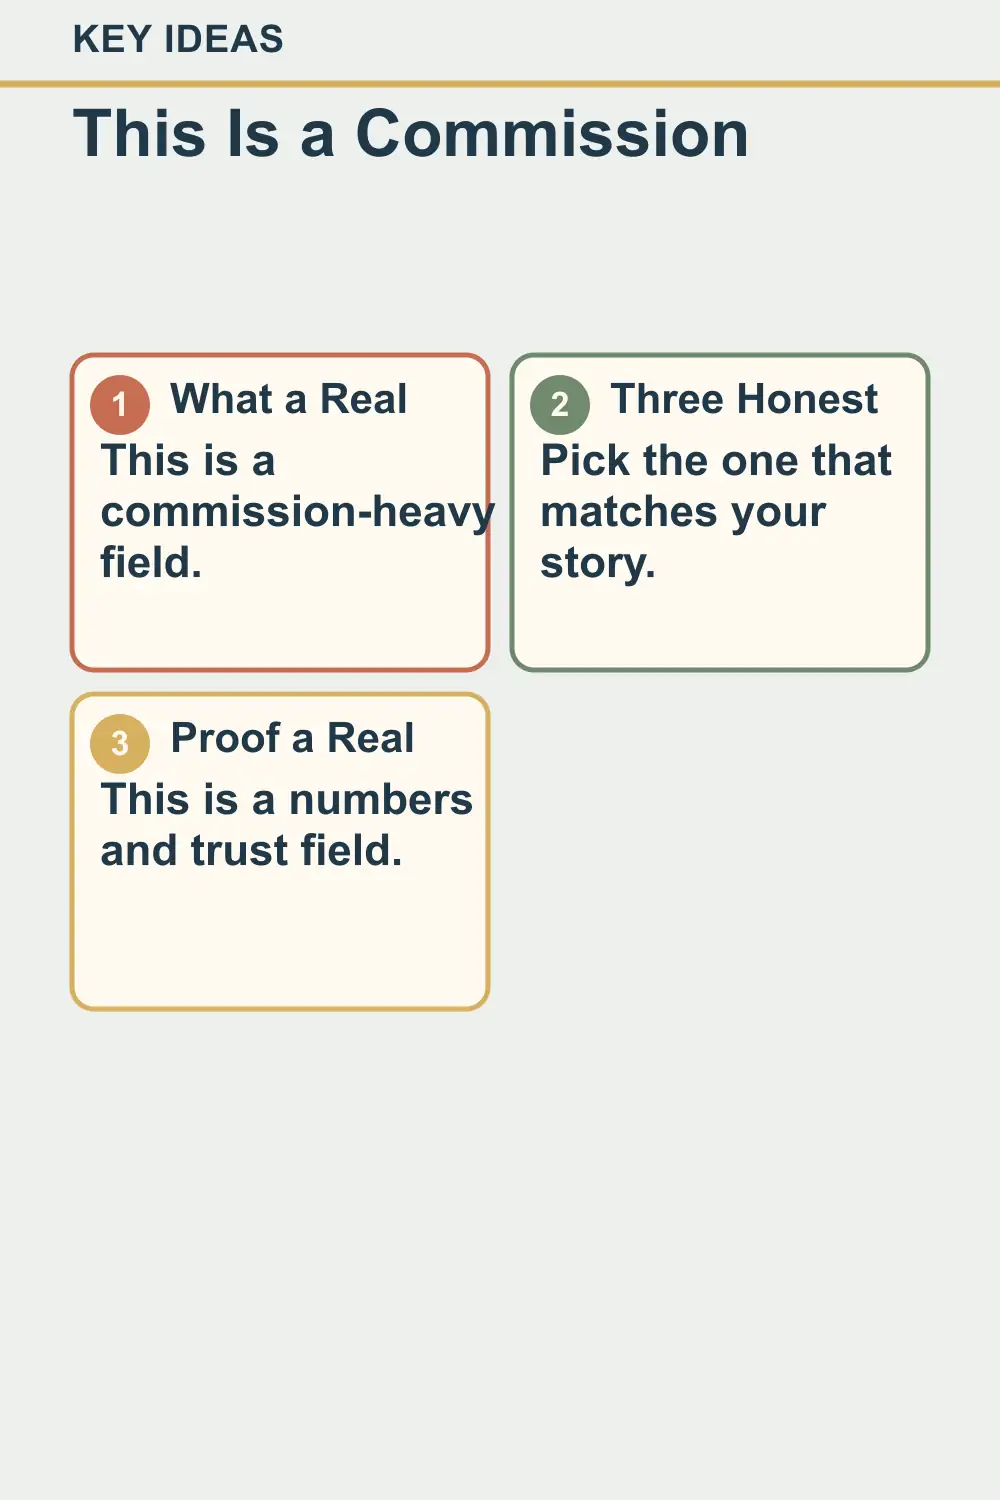 KEY IDEAS
This Is a Commission
1 What a Real
This is a
commission-heavy
field.
2 Three Honest
Pick the one that
matches your
story.
3 Proof a Real
This is a numbers
and trust field.